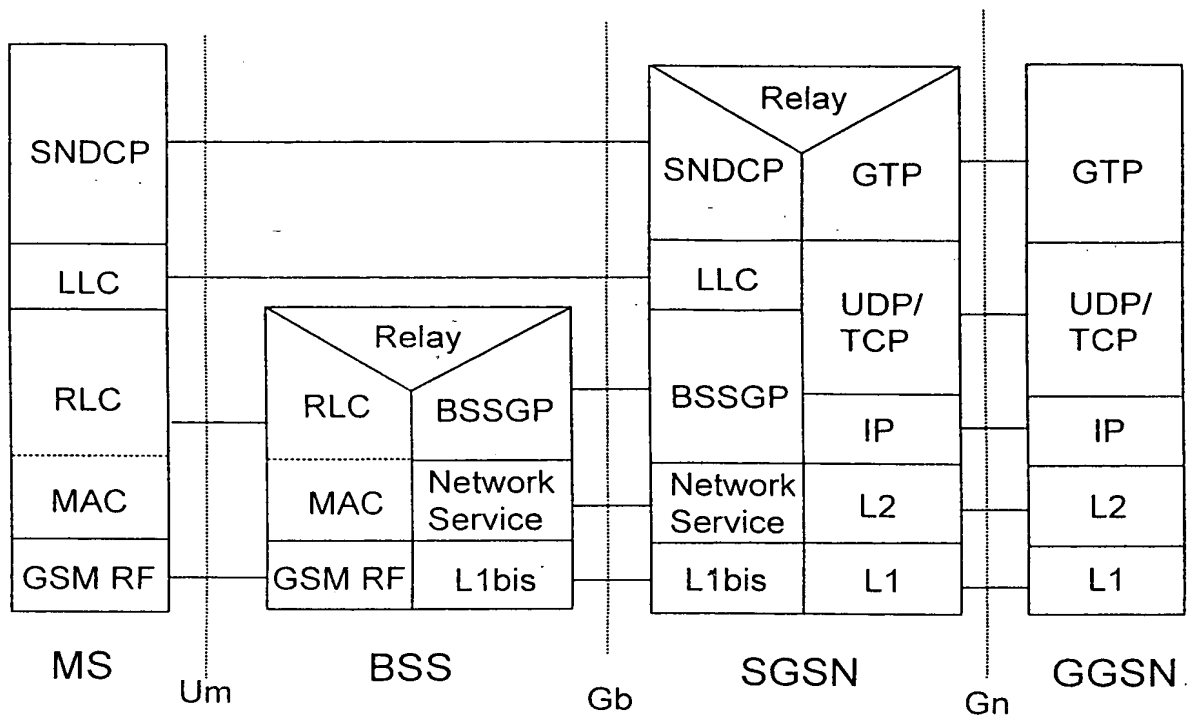 SNDCP
LLC
RLC
MAC
GSM RF
MS
Um
Relay
RLC
BSSGP
MAC
Network
Service
GSM RF
L1bis
BSS
Gb
Relay
SNDCP
GTP
LLC
UDP/
TCP
BSSGP
IP
Network
Service
L2
L1bis
L1
SGSN
Gn
GTP
UDP/
TCP
IP
L2
L1
GGSN